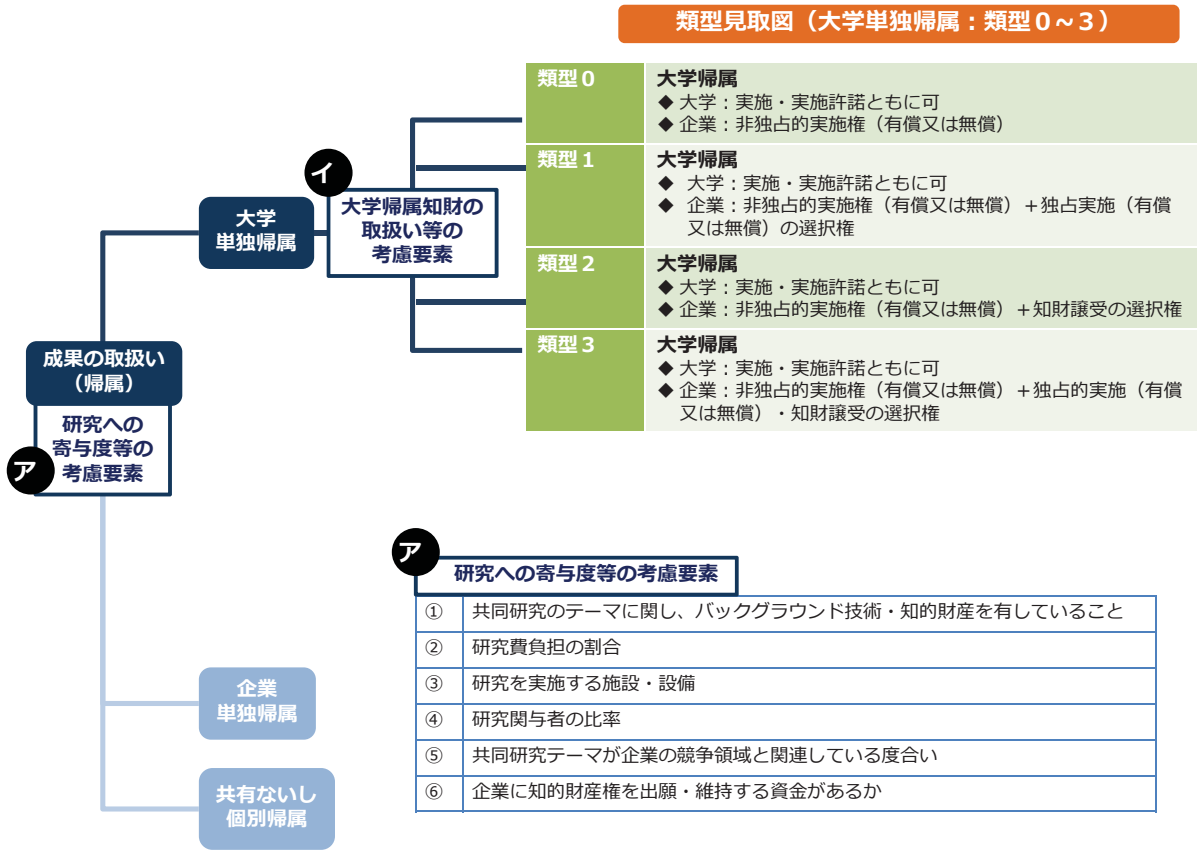 類型見取図(大学単独帰属:類型0~3)
類型0
大学帰属
◆ 大学:実施・実施許諾ともに可
◆ 企業:非独占的実施権(有償又は無償)
類型1
大学帰属
◆ 大学:実施・実施許諾ともに可
◆ 企業:非独占的実施権(有償又は無償)+独占実施(有償
又は無償)の選択権
類型2
大学帰属
◆ 大学:実施・実施許諾ともに可
◆ 企業:非独占的実施権(有償又は無償)+知財譲受の選択権
類型3
大学帰属
◆ 大学:実施・実施許諾ともに可
◆ 企業:非独占的実施権(有償又は無償)+独占的実施(有償
又は無償)・知財譲受の選択権
イ
大学帰属知財の
取扱い等の
考慮要素
大学
単独帰属
成果の取扱い
(帰属)
研究への
寄与度等の
考慮要素
ア
企業
単独帰属
共有ないし
個別帰属
ア
研究への寄与度等の考慮要素
① 共同研究のテーマに関し、バックグラウンド技術・知的財産を有していること
② 研究費負担の割合
③ 研究を実施する施設・設備
④ 研究関与者の比率
⑤ 共同研究テーマが企業の競争領域と関連している度合い
⑥ 企業に知的財産権を出願・維持する資金があるか